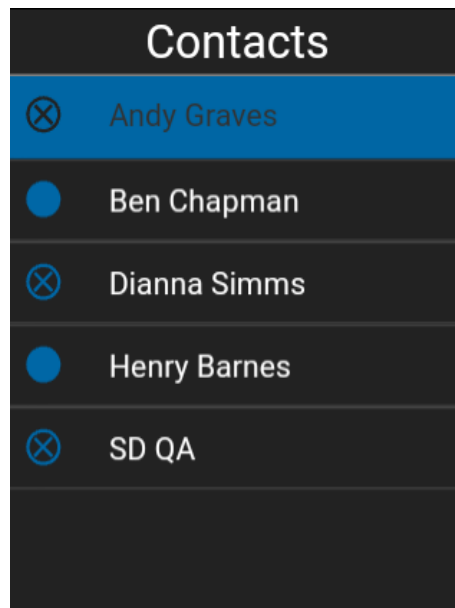 Contacts
Andy Graves
Ben Chapman
Dianna Simms
Henry Barnes
SD QA